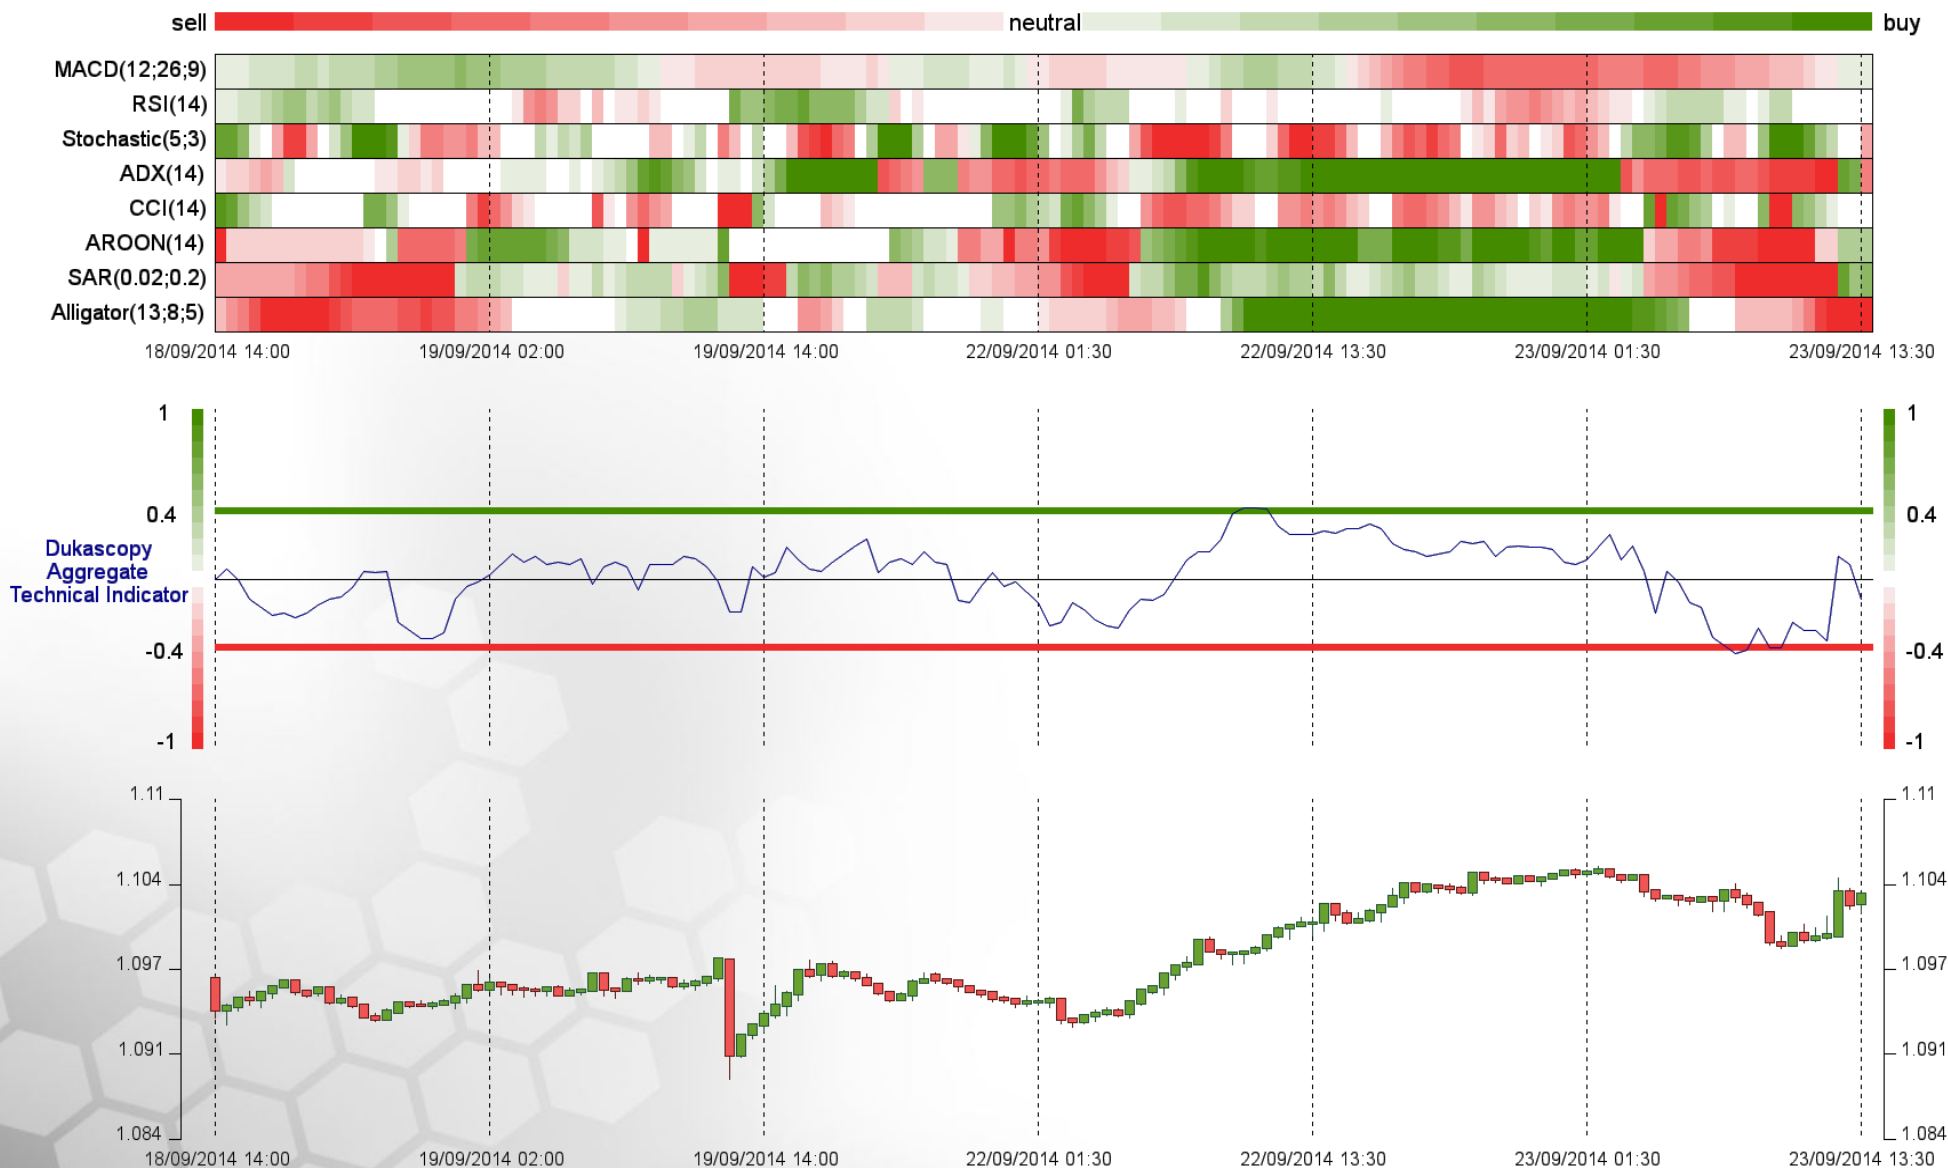 sell neutral buy
MACD(12;26;9)
RSI(14)
Stochastic(5;3)
ADX(14)
CCI(14)
AROON(14)
SAR(0.02;0.2)
Alligator(13;8;5)
18/09/2014 14:00 19/09/2014 02:00 19/09/2014 14:00 22/09/2014 01:30 22/09/2014 13:30 23/09/2014 01:30 23/09/2014 13:30
1 1
0.4 0.4
Dukascopy
Aggregate
Technical Indicator
-0.4 -0.4
-1 -1
1.11 1.11
1.104 1.104
1.097 1.097
1.091 1.091
1.084 1.084
18/09/2014 14:00 19/09/2014 02:00 19/09/2014 14:00 22/09/2014 01:30 22/09/2014 13:30 23/09/2014 01:30 23/09/2014 13:30